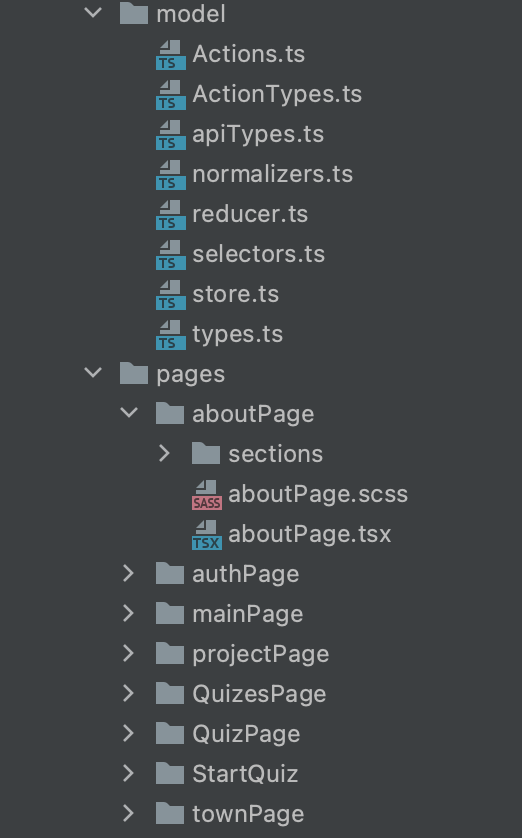 model
TS Actions.ts
TS ActionTypes.ts
TS apiTypes.ts
TS normalizers.ts
TS reducer.ts
TS selectors.ts
TS store.ts
TS types.ts
pages
aboutPage
sections
SASS aboutPage.scss
TSX aboutPage.tsx
authPage
mainPage
projectPage
QuizesPage
QuizPage
StartQuiz
townPage